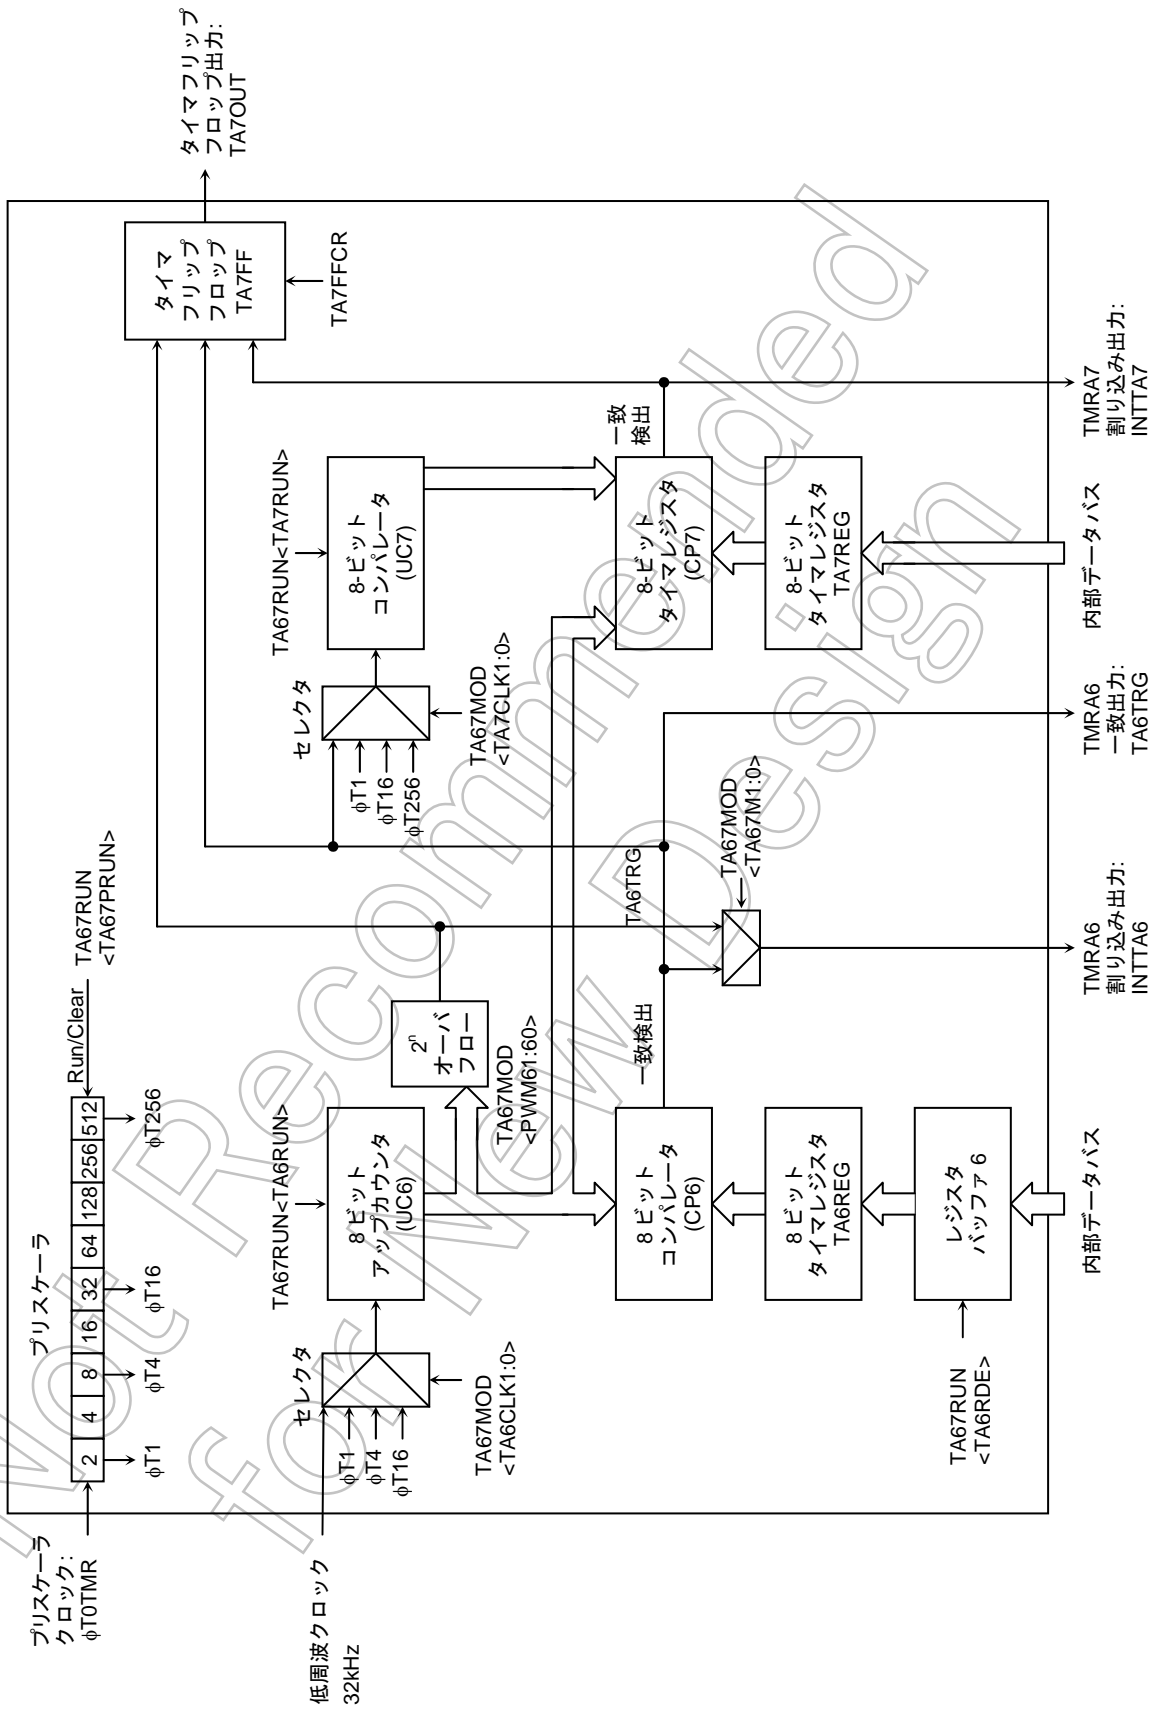 プリスケーラ
クロック:
φT0TMR
プリスケーラ
2
4
8
16
32
64
128
256
512
Run/Clear
TA67RUN
<TA67PRUN>
φT1
φT4
φT16
φT256
低周波クロック
32kHz
セレクタ
φT1
φT4
φT16
TA67MOD
<TA6CLK1:0>
TA67RUN<TA6RUN>
8ビット
アップカウンタ
(UC6)
2n
オーバ
フロー
TA67MOD
<PWM61:60>
セレクタ
φT1
φT16
φT256
TA67MOD
<TA7CLK1:0>
TA67RUN<TA7RUN>
8-ビット
コンパレータ
(UC7)
タイマ
フリップ
フロップ
TA7FF
TA7FFCR
タイマフリップ
フロップ出力:
TA7OUT
8ビット
コンパレータ
(CP6)
一致検出
TA6TRG
TA67MOD
<TA67M1:0>
8-ビット
タイマレジスタ
(CP7)
一致
検出
8ビット
タイマレジスタ
TA6REG
8-ビット
タイマレジスタ
TA7REG
TA67RUN
<TA6RDE>
レジスタ
バッファ6
内部データバス
TMRA6
割り込み出力:
INTTA6
TMRA6
一致出力:
TA6TRG
内部データバス
TMRA7
割り込み出力:
INTTA7
Not Recommended
for New Design